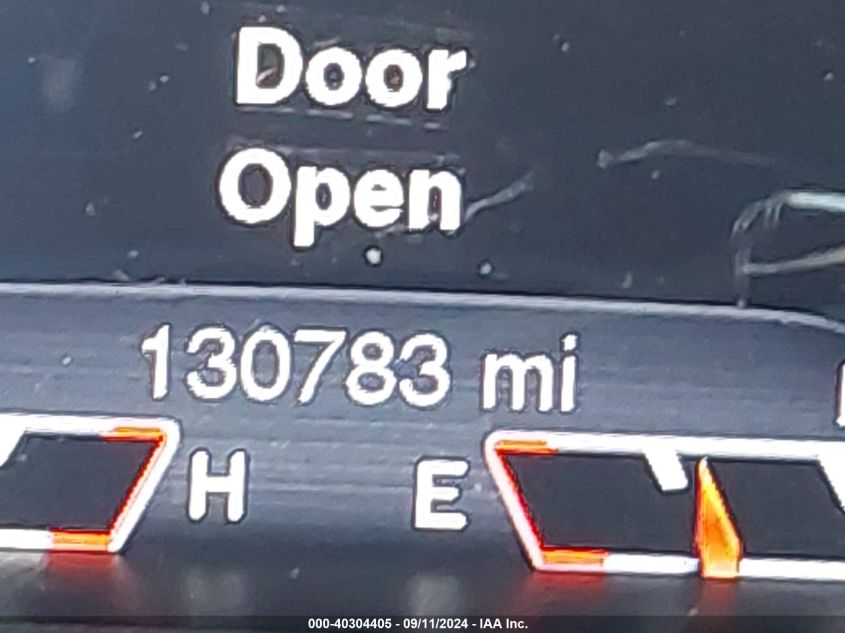 Door
Open
130783 mi
H E
000-40304405 - 09/11/2024 - IAA Inc.